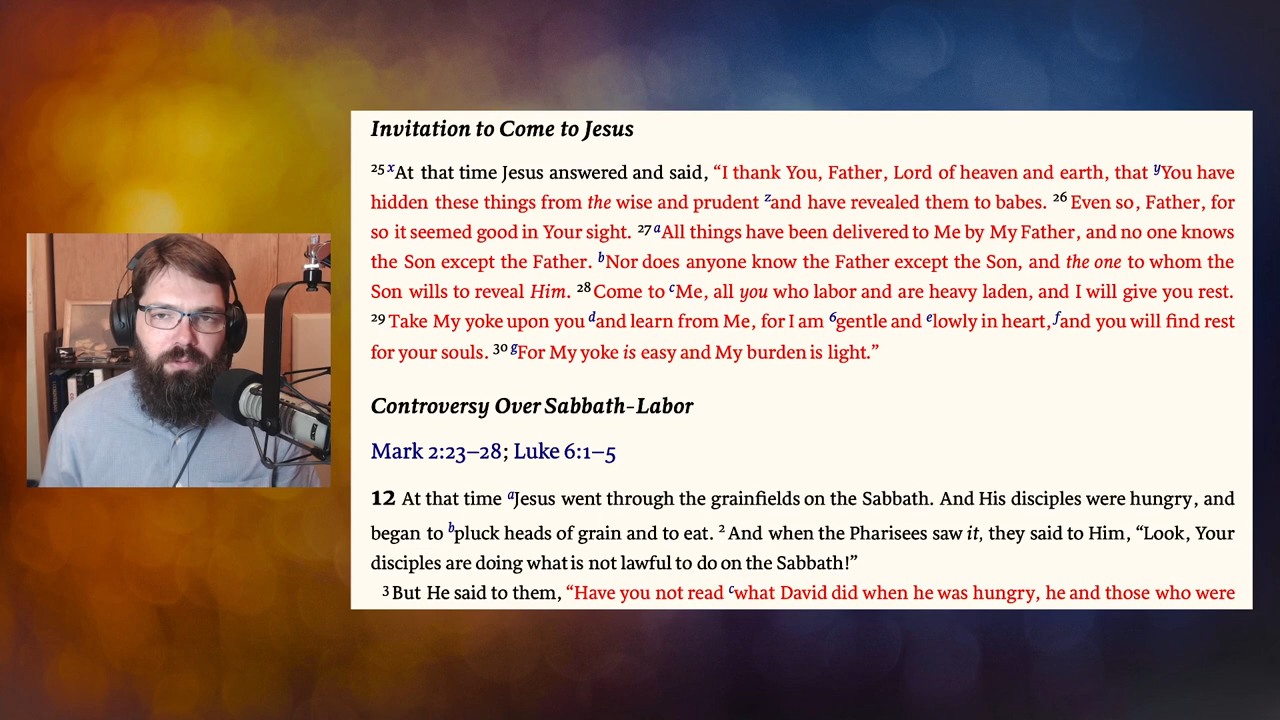 Invitation to Come to Jesus
25 x At that time Jesus answered and said, “I thank You, Father, Lord of heaven and earth, that y You have
hidden these things from the wise and prudent z and have revealed them to babes. 26 Even so, Father, for
so it seemed good in Your sight. 27 a All things have been delivered to Me by My Father, and no one knows
the Son except the Father. b Nor does anyone know the Father except the Son, and the one to whom the
Son wills to reveal Him. 28 Come to c Me, all you who labor and are heavy laden, and I will give you rest.
29 Take My yoke upon you d and learn from Me, for I am 6 gentle and e lowly in heart, f and you will find rest
for your souls. 30 g For My yoke is easy and My burden is light.”
Controversy Over Sabbath-Labor
Mark 2:23–28; Luke 6:1–5
12 At that time a Jesus went through the grainfields on the Sabbath. And His disciples were hungry, and
began to b pluck heads of grain and to eat. 2 And when the Pharisees saw it, they said to Him, “Look, Your
disciples are doing what is not lawful to do on the Sabbath!”
3 But He said to them, “Have you not read c what David did when he was hungry, he and those who were